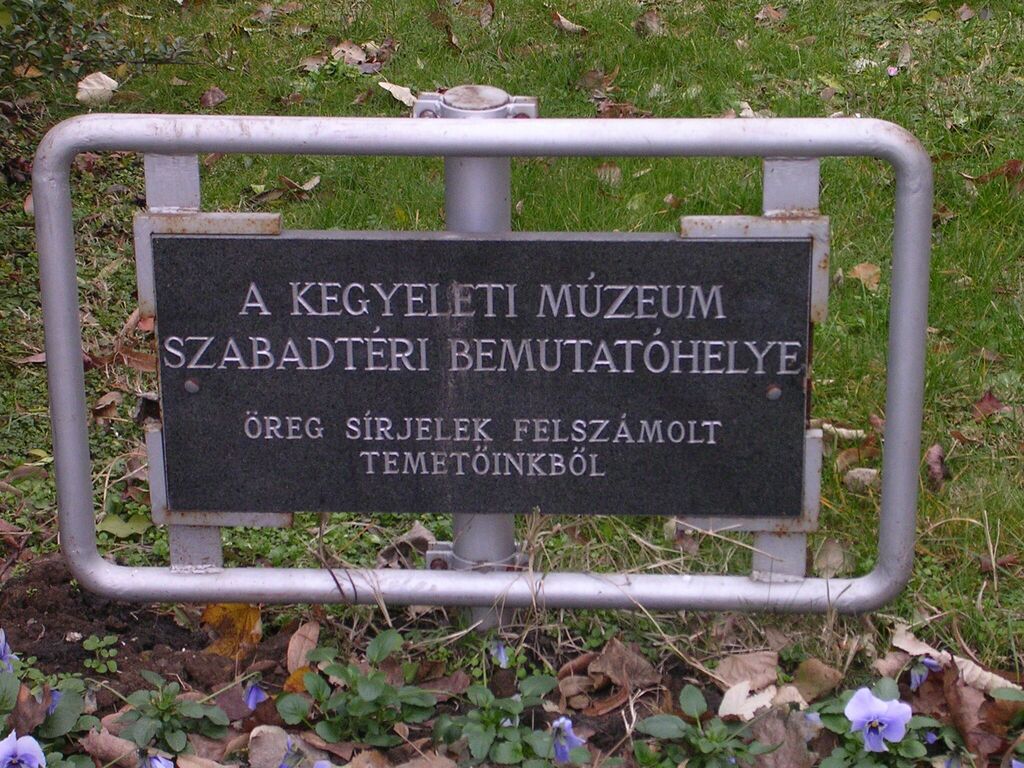 A KEGYELETI MÚZEUM
SZABADTÉRI BEMUTATÓHELYE
ÖREG SÍRJELEK FELSZÁMOLT
TEMETŐINKBŐL